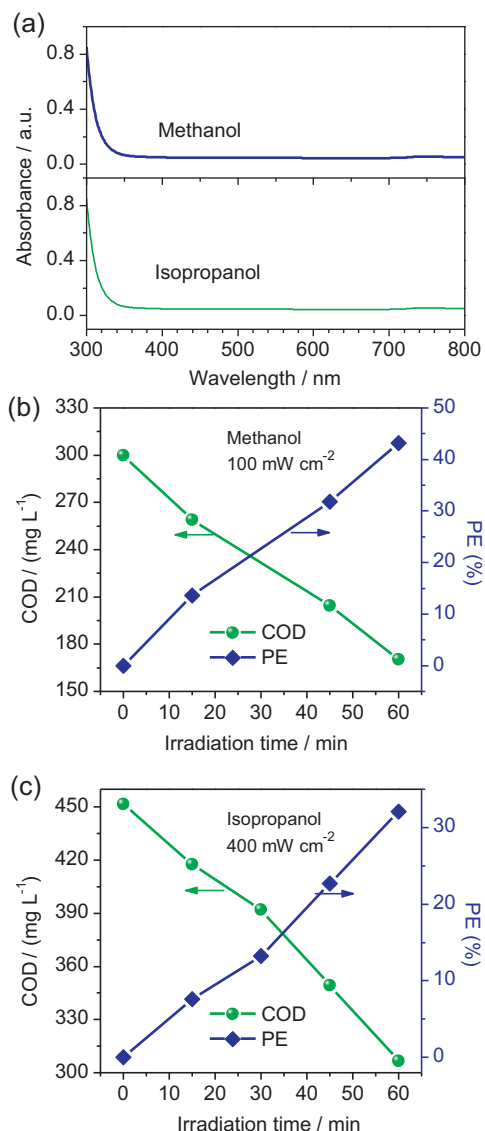 (a)
0.8
0.4
0.0
Methanol
0.8
0.4
0.0
Isopropanol
Absorbance / a.u.
300 400 500 600 700 800
Wavelength / nm
(b)
330
300
270
240
210
180
150
COD / (mg L⁻¹)
Methanol
100 mW cm⁻²
COD
PE
50
40
30
20
10
0
PE (%)
0 10 20 30 40 50 60
Irradiation time / min
(c)
450
420
390
360
330
300
COD / (mg L⁻¹)
Isopropanol
400 mW cm⁻²
COD
PE
30
20
10
0
PE (%)
0 10 20 30 40 50 60
Irradiation time / min